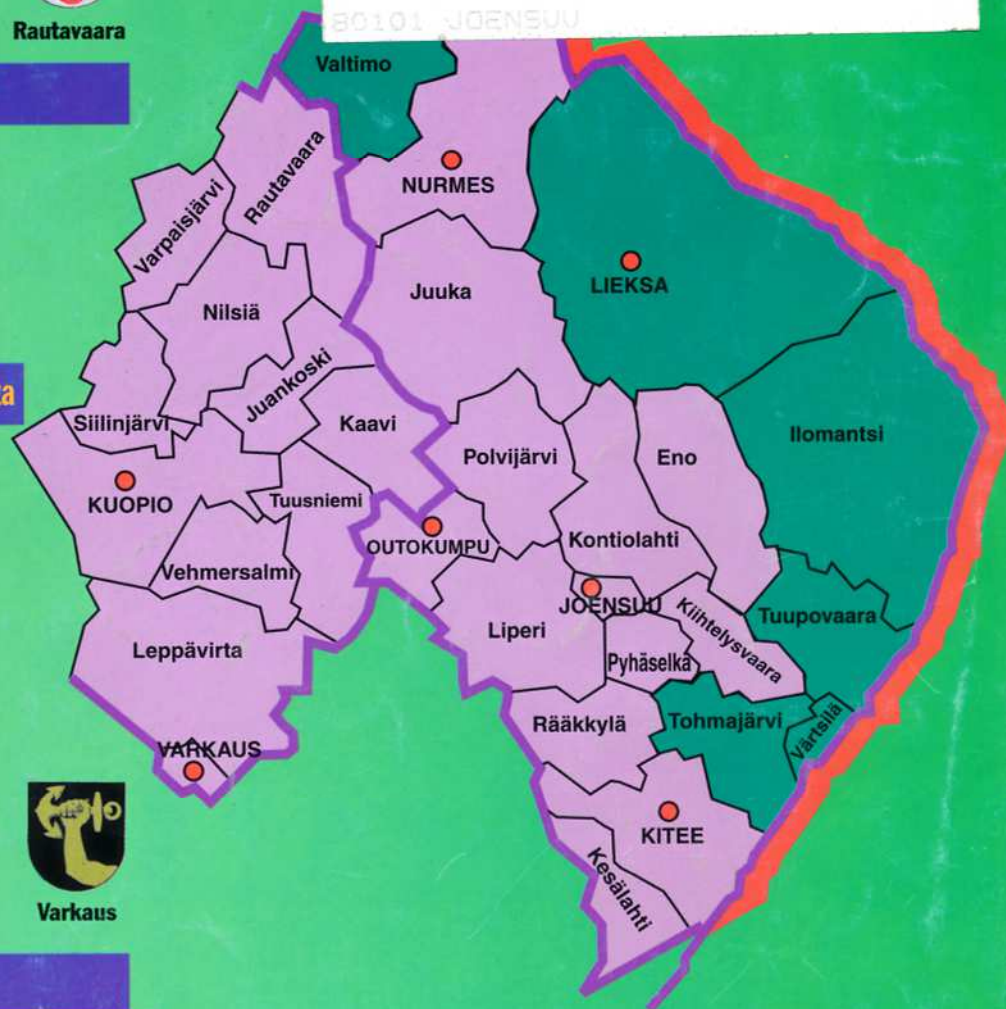 80101 JOENSUU
Rautavaara
Valtimo
NURMES
Rautavaara
Varpaisjärvi
LIEKSA
Juuka
Nilsiä
Juankoski
Siilinjärvi
Kaavi
Ilomantsi
Polvijärvi
Eno
KUOPIO
Tuusniemi
OUTOKUMPU
Kontiolahti
Vehmersalmi
JOENSUU
Kiihtelysvaara
Tuupovaara
Liperi
Leppävirta
Pyhäselkä
Rääkkylä
Tohmajärvi
Värtsilä
VARKAUS
KITEE
Kesälahti
Varkaus